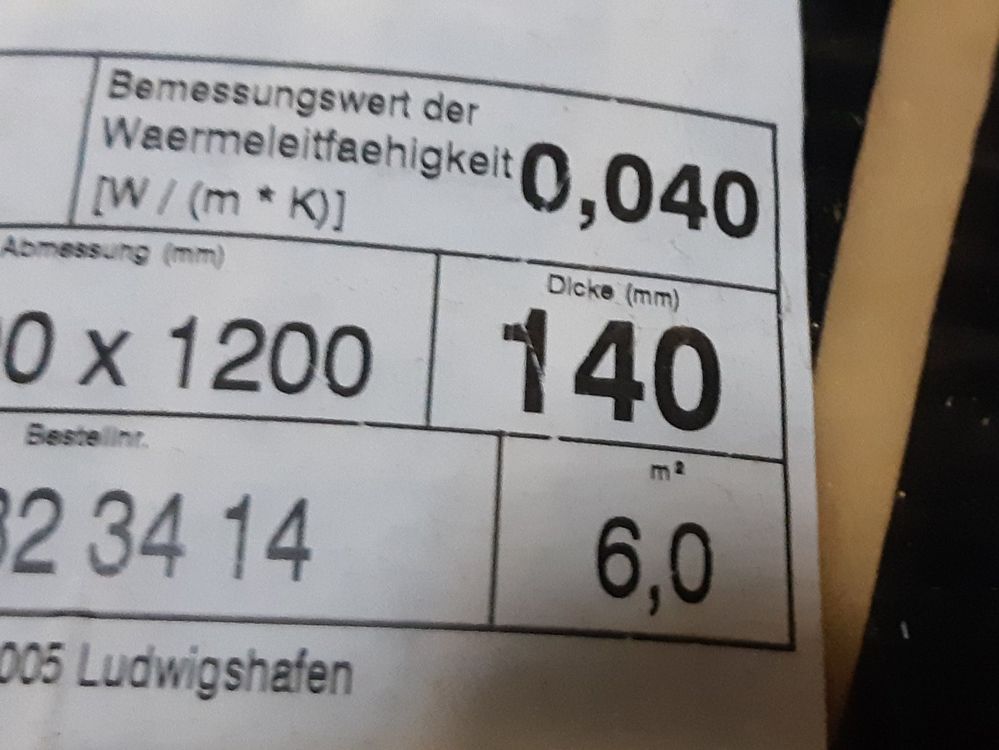 Bemessungswert der
Waermeleitfaehigkeit
[W / (m * K)]
0,040
Abmessung (mm)
0 x 1200
Dicke (mm)
140
Bestellnr.
32 34 14
m²
6,0
005 Ludwigshafen